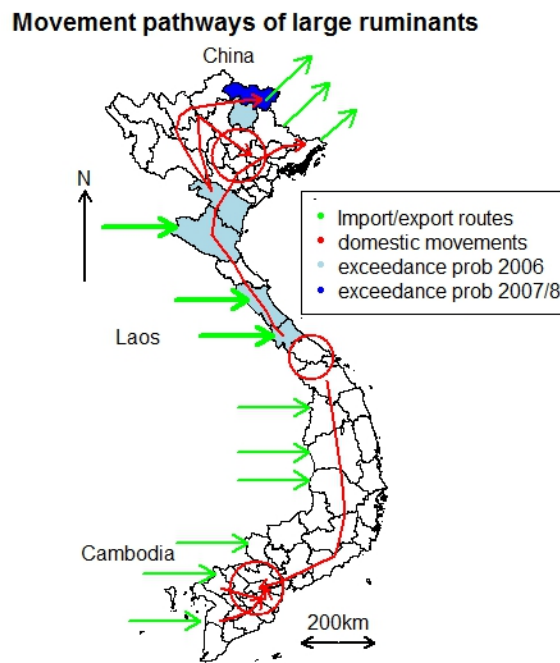 Movement pathways of large ruminants
China
N
Import/export routes
domestic movements
exceedance prob 2006
exceedance prob 2007/8
Laos
Cambodia
200km